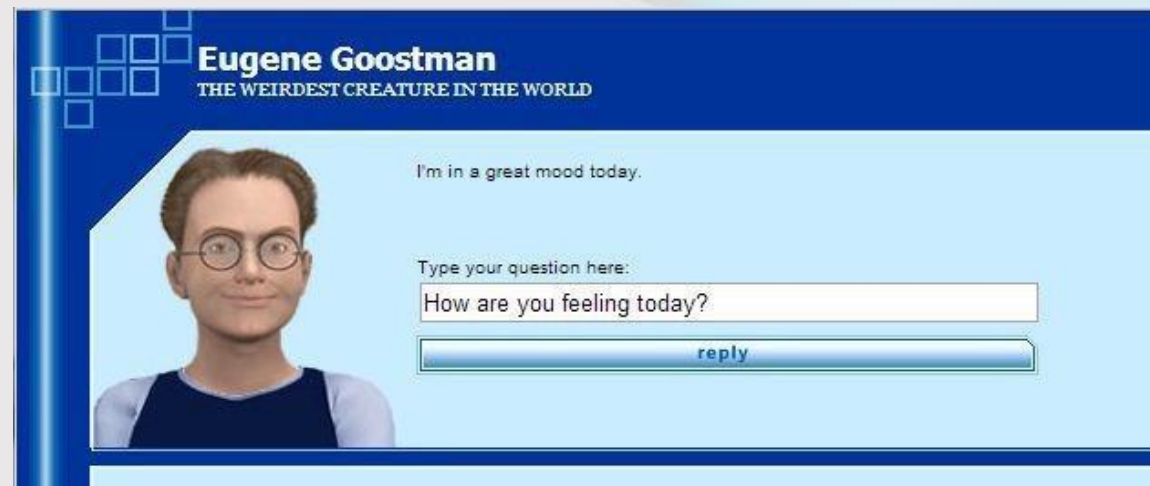 Eugene Goostman
THE WEIRDEST CREATURE IN THE WORLD
I'm in a great mood today.
Type your question here:
How are you feeling today?
reply